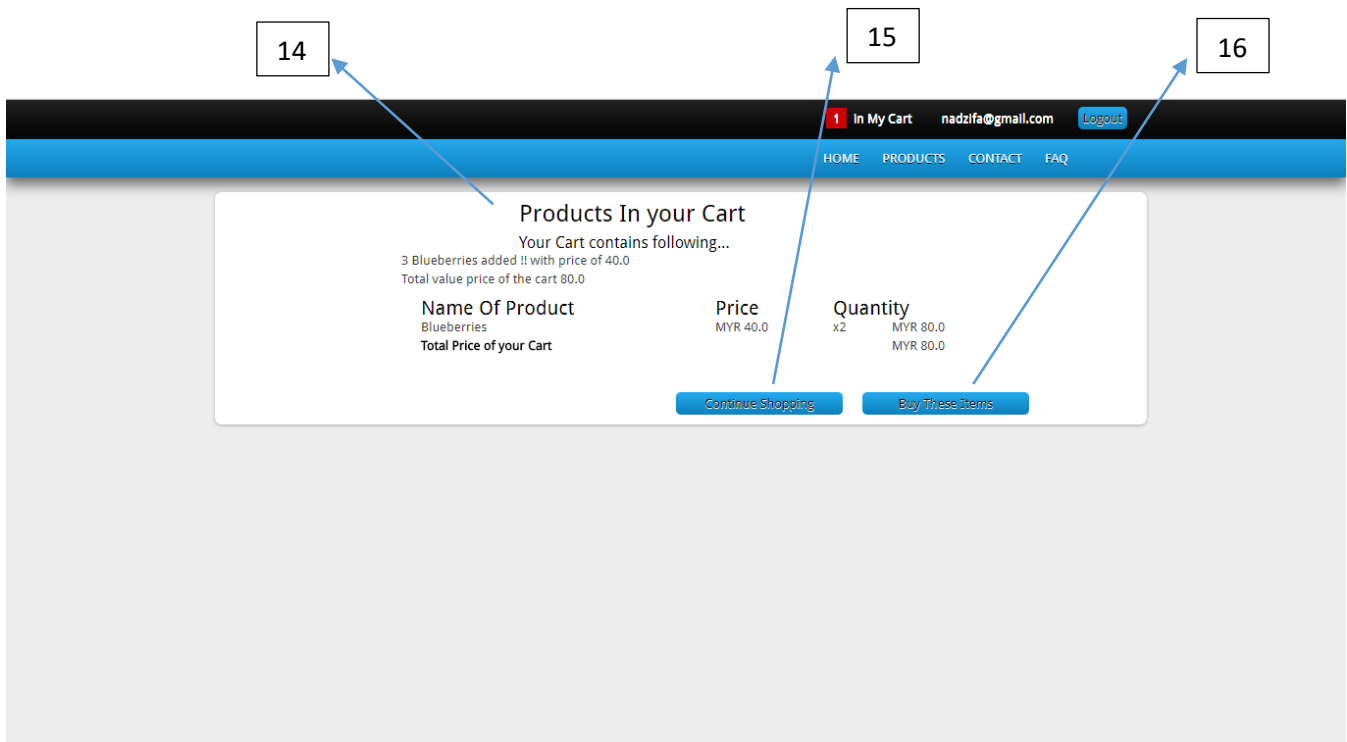 14
15
16
1 In My Cart nadzifa@gmail.com Logout
HOME PRODUCTS CONTACT FAQ
Products In your Cart
Your Cart contains following...
3 Blueberries added !! with price of 40.0
Total value price of the cart 80.0
Name Of Product Price Quantity
Blueberries MYR 40.0 x2 MYR 80.0
Total Price of your Cart MYR 80.0
Continue Shopping Buy These Items